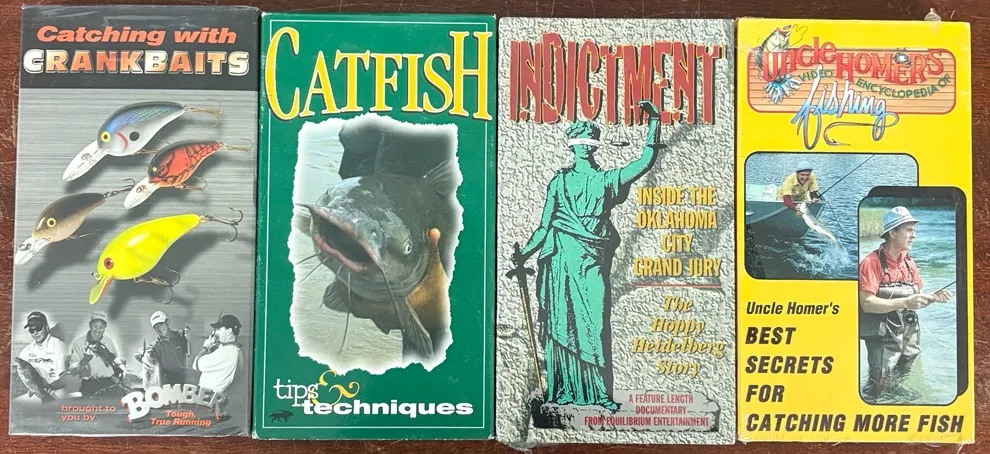 Catching with
CRANKBAITS
brought to
you by
BOMBER
Tough,
True Running
CATFISH
tips &
techniques
INDICTMENT
INSIDE THE
OKLAHOMA
CITY
GRAND JURY
The
Hoppy
Heidelberg
Story
A FEATURE LENGTH
DOCUMENTARY
FROM EQUILIBRIUM ENTERTAINMENT
Uncle HOMER'S
VIDEO ENCYCLOPEDIA OF
fishing
Uncle Homer's
BEST
SECRETS
FOR
CATCHING MORE FISH